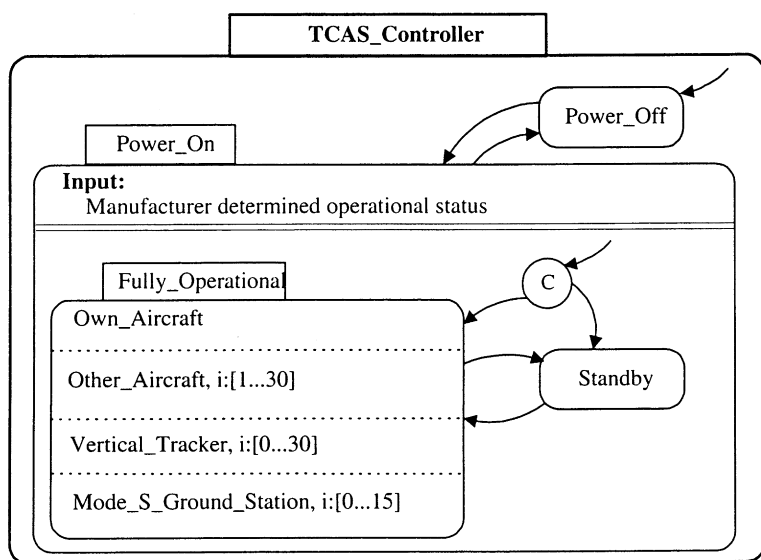 TCAS_Controller
Power_Off
Power_On
Input:
Manufacturer determined operational status
Fully_Operational
C
Own_Aircraft
Other_Aircraft, i:[1...30]
Standby
Vertical_Tracker, i:[0...30]
Mode_S_Ground_Station, i:[0...15]